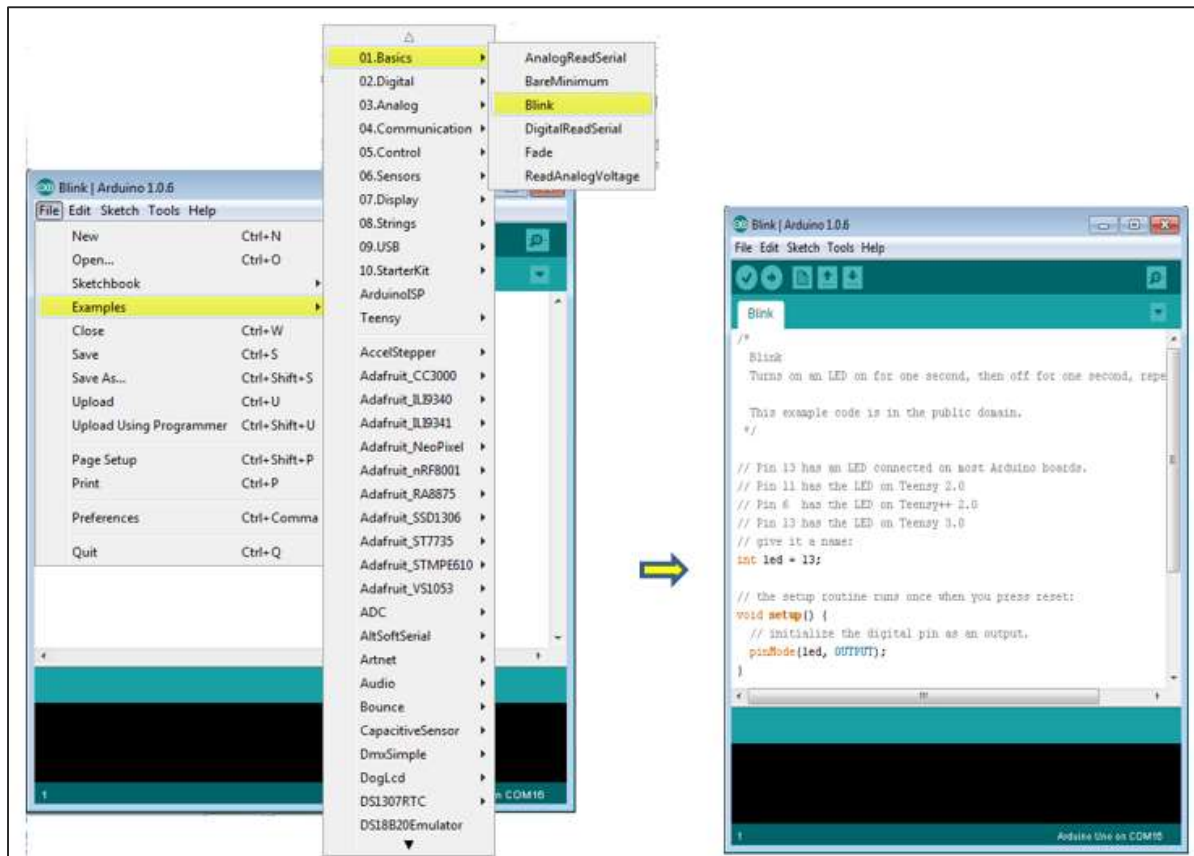 Blink | Arduino 1.0.6
File Edit Sketch Tools Help
New Ctrl+N
Open... Ctrl+O
Sketchbook
Examples
Close Ctrl+W
Save Ctrl+S
Save As... Ctrl+Shift+S
Upload Ctrl+U
Upload Using Programmer Ctrl+Shift+U
Page Setup Ctrl+Shift+P
Print Ctrl+P
Preferences Ctrl+Comma
Quit Ctrl+Q
1
n COM16
01.Basics
02.Digital
03.Analog
04.Communication
05.Control
06.Sensors
07.Display
08.Strings
09.USB
10.StarterKit
ArduinoISP
Teensy
AccelStepper
Adafruit_CC3000
Adafruit_ILI9340
Adafruit_ILI9341
Adafruit_NeoPixel
Adafruit_nRF8001
Adafruit_RA8875
Adafruit_SSD1306
Adafruit_ST7735
Adafruit_STMPE610
Adafruit_VS1053
ADC
AltSoftSerial
Artnet
Audio
Bounce
CapacitiveSensor
DmxSimple
DogLcd
DS1307RTC
DS18B20Emulator
AnalogReadSerial
BareMinimum
Blink
DigitalReadSerial
Fade
ReadAnalogVoltage
Blink | Arduino 1.0.6
File Edit Sketch Tools Help
Blink
/*
Blink
Turns on an LED on for one second, then off for one second, repe
This example code is in the public domain.
*/
// Pin 13 has an LED connected on most Arduino boards.
// Pin 11 has the LED on Teensy 2.0
// Pin 6 has the LED on Teensy++ 2.0
// Pin 13 has the LED on Teensy 3.0
// give it a name:
int led = 13;
// the setup routine runs once when you press reset:
void setup() {
// initialize the digital pin as an output.
pinMode(led, OUTPUT);
}
1
Arduino Uno on COM16